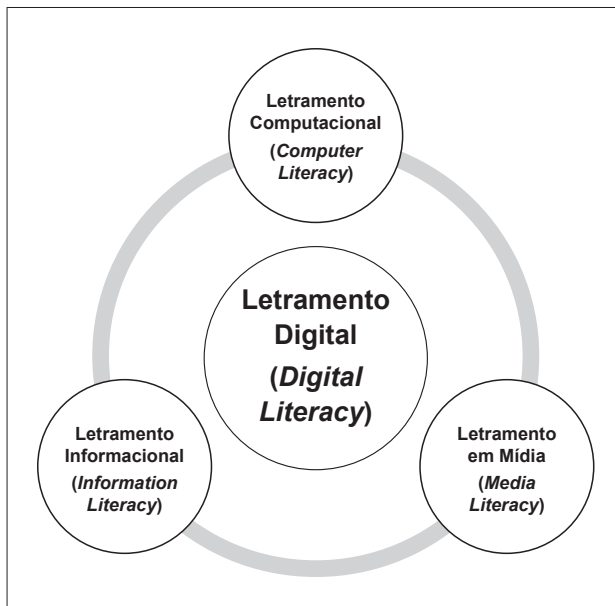 Letramento
Computacional
(Computer
Literacy)
Letramento
Digital
(Digital
Literacy)
Letramento
Informacional
(Information
Literacy)
Letramento
em Mídia
(Media
Literacy)